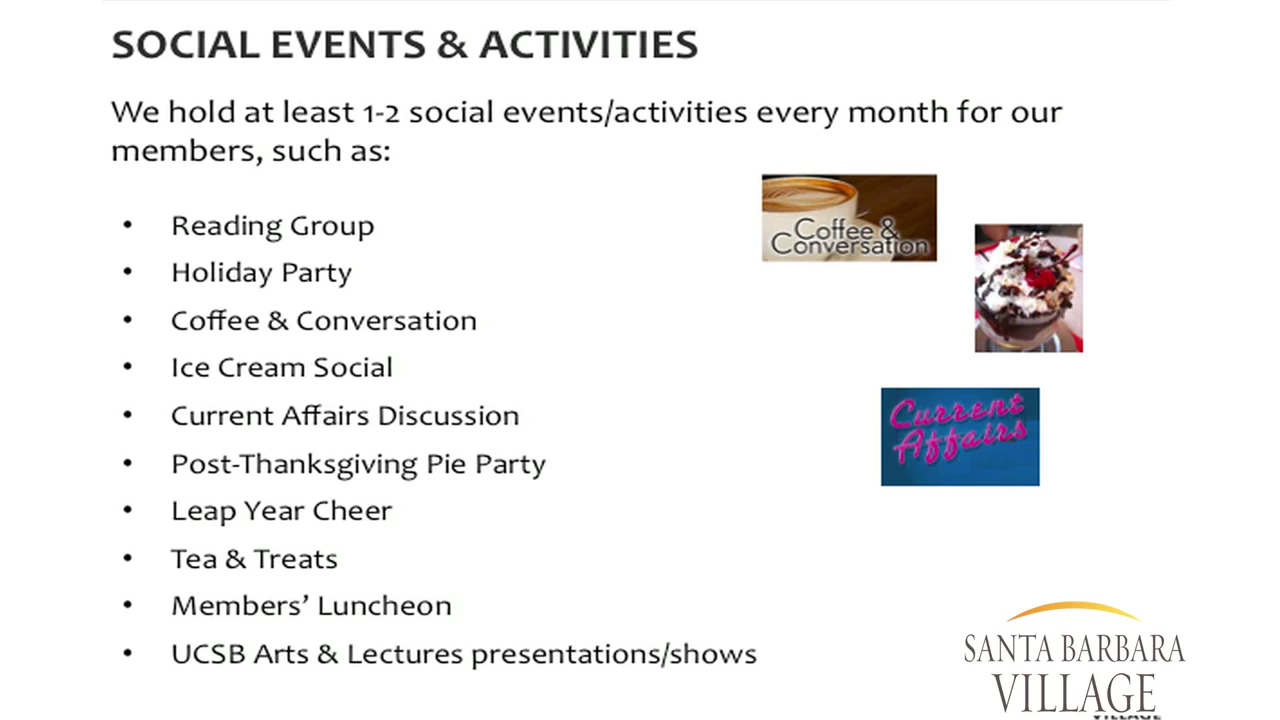 SOCIAL EVENTS & ACTIVITIES
We hold at least 1-2 social events/activities every month for our
members, such as:
• Reading Group
• Holiday Party
• Coffee & Conversation
• Ice Cream Social
• Current Affairs Discussion
• Post-Thanksgiving Pie Party
• Leap Year Cheer
• Tea & Treats
• Members’ Luncheon
• UCSB Arts & Lectures presentations/shows
Coffee &
Conversation
Current
Affairs
SANTA BARBARA
VILLAGE
VILLAGE